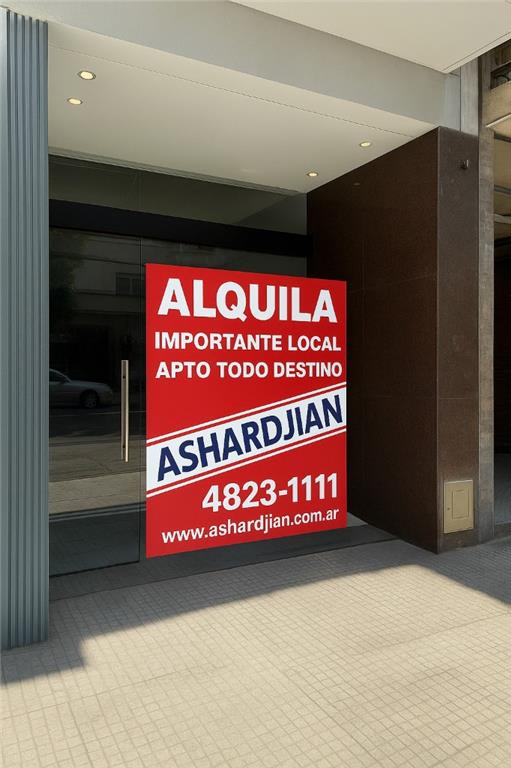 ALQUILA
IMPORTANTE LOCAL
APTO TODO DESTINO
ASHARDJIAN
4823-1111
www.ashardjian.com.ar